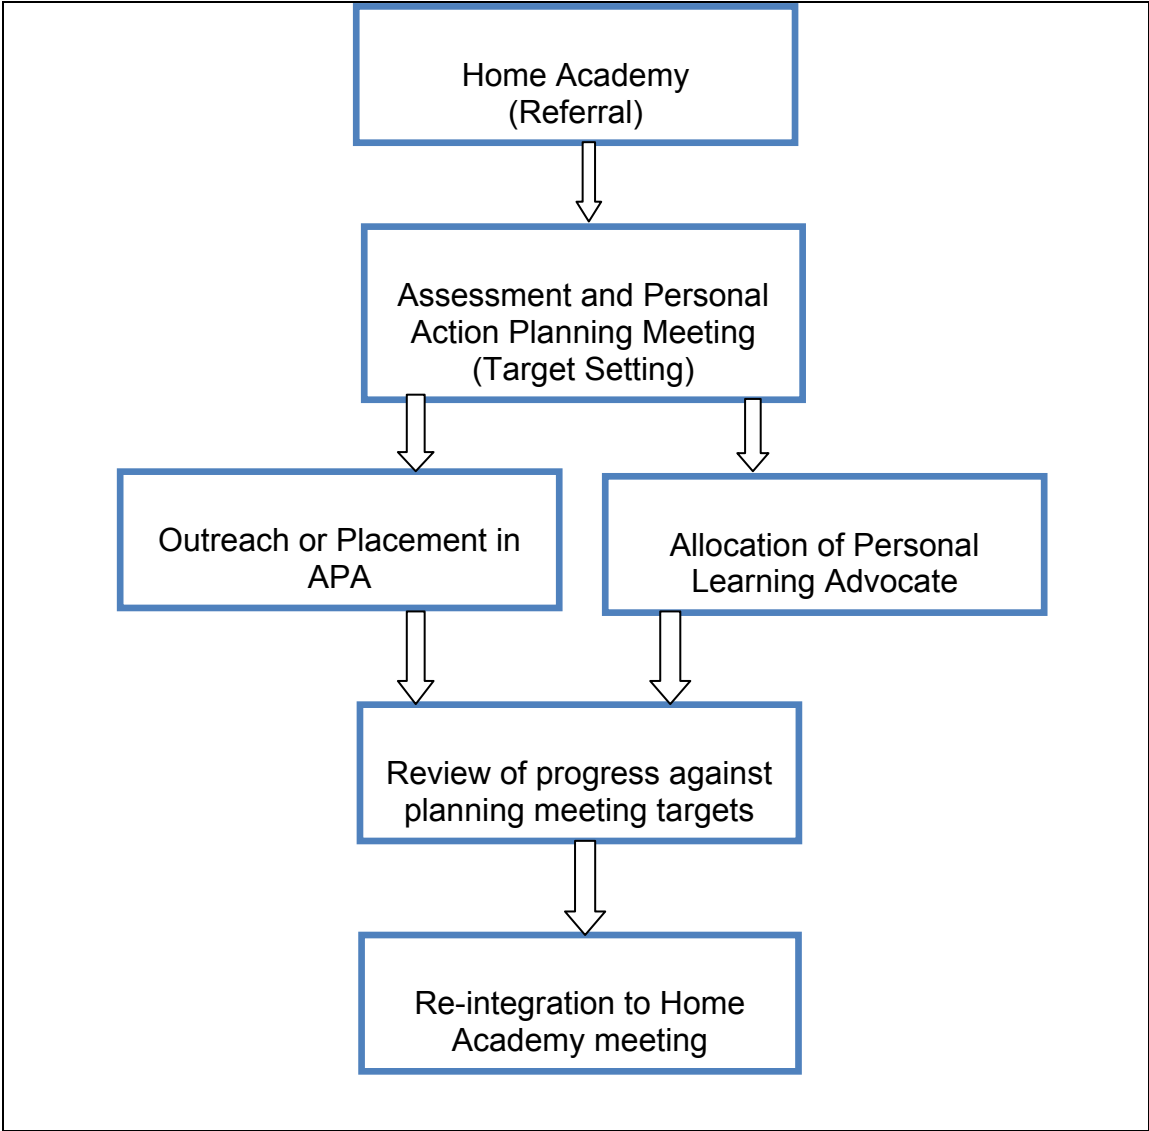 Home Academy
(Referral)
Assessment and Personal
Action Planning Meeting
(Target Setting)
Outreach or Placement in
APA
Allocation of Personal
Learning Advocate
Review of progress against
planning meeting targets
Re-integration to Home
Academy meeting